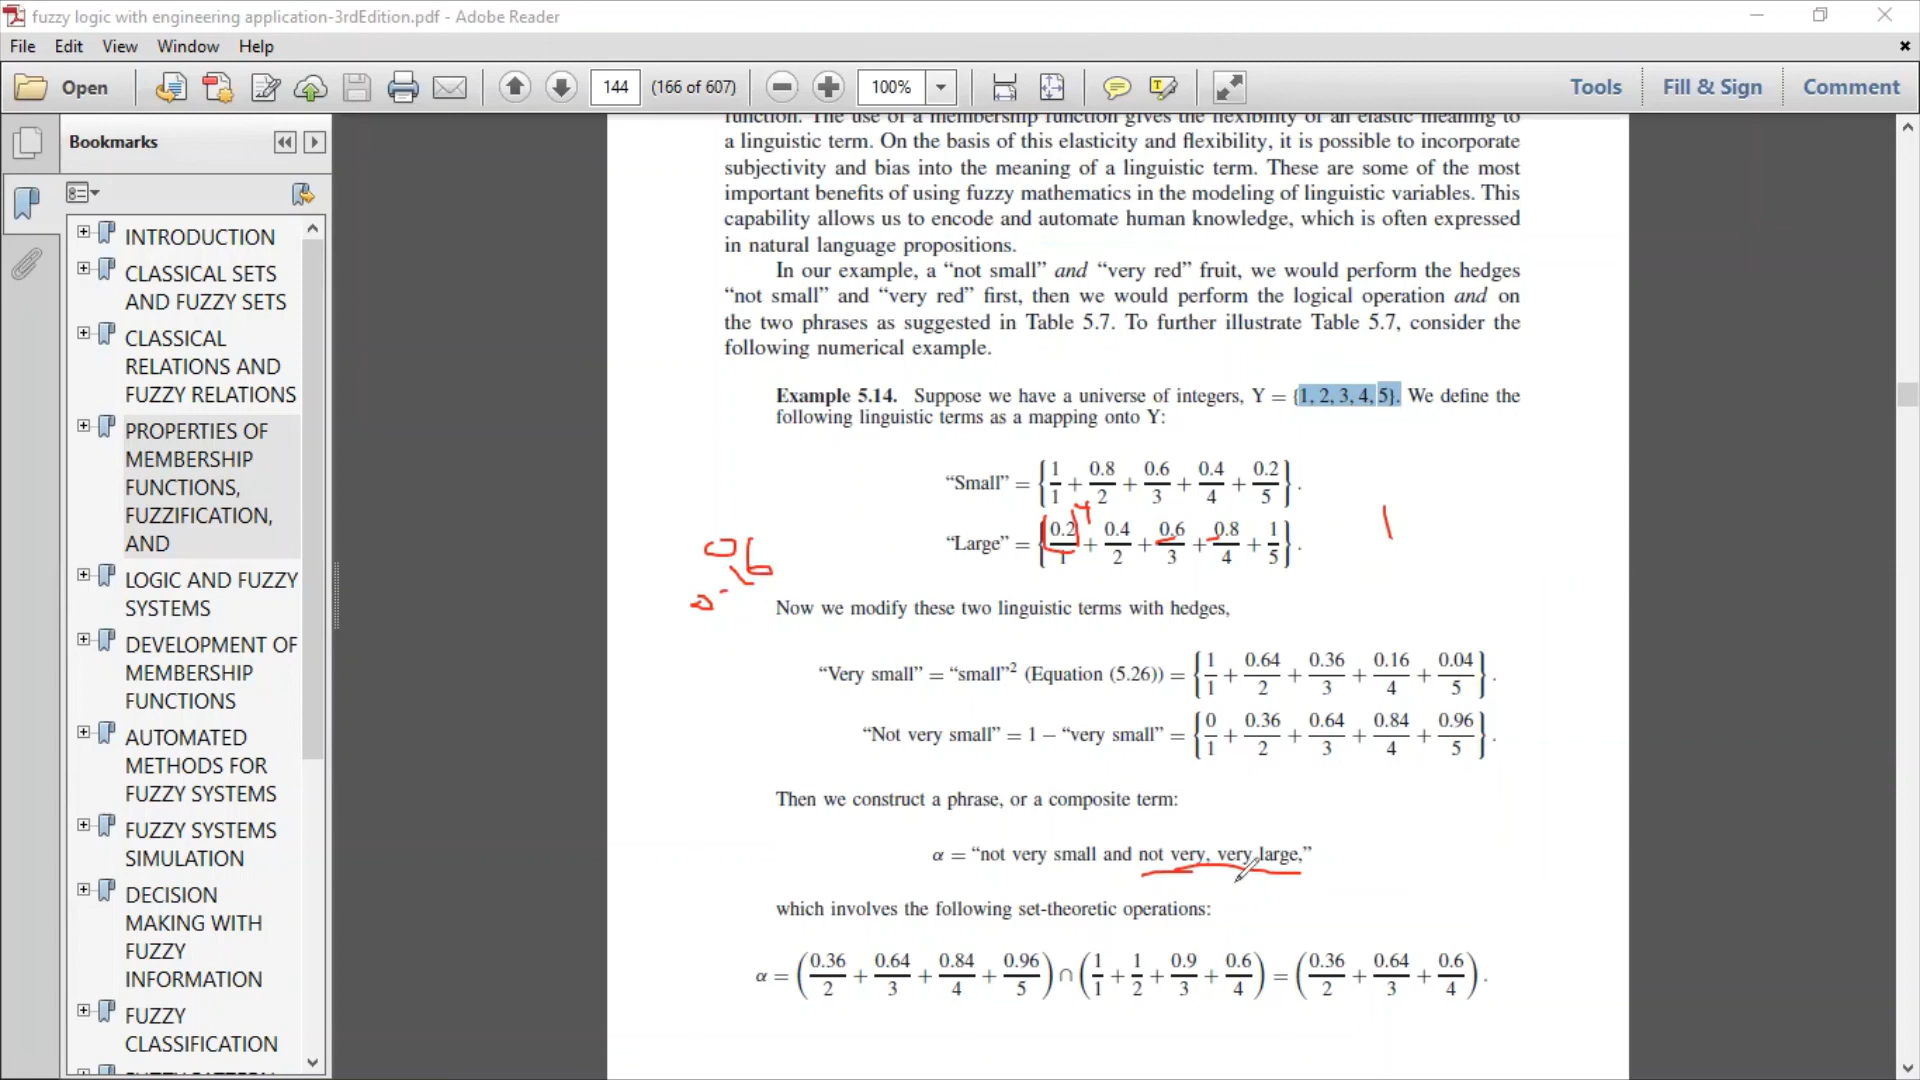 fuzzy logic with engineering application-3rdEdition.pdf - Adobe Reader
File Edit View Window Help
Open 144 (166 of 607) 100% Tools Fill & Sign Comment
Bookmarks
INTRODUCTION
CLASSICAL SETS
AND FUZZY SETS
CLASSICAL
RELATIONS AND
FUZZY RELATIONS
PROPERTIES OF
MEMBERSHIP
FUNCTIONS,
FUZZIFICATION,
AND
LOGIC AND FUZZY
SYSTEMS
DEVELOPMENT OF
MEMBERSHIP
FUNCTIONS
AUTOMATED
METHODS FOR
FUZZY SYSTEMS
FUZZY SYSTEMS
SIMULATION
DECISION
MAKING WITH
FUZZY
INFORMATION
FUZZY
CLASSIFICATION
function. The use of a membership function gives the flexibility of an elastic meaning to
a linguistic term. On the basis of this elasticity and flexibility, it is possible to incorporate
subjectivity and bias into the meaning of a linguistic term. These are some of the most
important benefits of using fuzzy mathematics in the modeling of linguistic variables. This
capability allows us to encode and automate human knowledge, which is often expressed
in natural language propositions.
In our example, a “not small” and “very red” fruit, we would perform the hedges
“not small” and “very red” first, then we would perform the logical operation and on
the two phrases as suggested in Table 5.7. To further illustrate Table 5.7, consider the
following numerical example.
Example 5.14. Suppose we have a universe of integers, Y = {1, 2, 3, 4, 5}. We define the
following linguistic terms as a mapping onto Y:
“Small” = {1/1 + 0.8/2 + 0.6/3 + 0.4/4 + 0.2/5}.
“Large” = {0.2/1 + 0.4/2 + 0.6/3 + 0.8/4 + 1/5}.
Now we modify these two linguistic terms with hedges,
“Very small” = “small”² (Equation (5.26)) = {1/1 + 0.64/2 + 0.36/3 + 0.16/4 + 0.04/5}.
“Not very small” = 1 − “very small” = {0/1 + 0.36/2 + 0.64/3 + 0.84/4 + 0.96/5}.
Then we construct a phrase, or a composite term:
α = “not very small and not very, very large,”
which involves the following set-theoretic operations:
α = (0.36/2 + 0.64/3 + 0.84/4 + 0.96/5) ∩ (1/1 + 1/2 + 0.9/3 + 0.6/4) = (0.36/2 + 0.64/3 + 0.6/4).